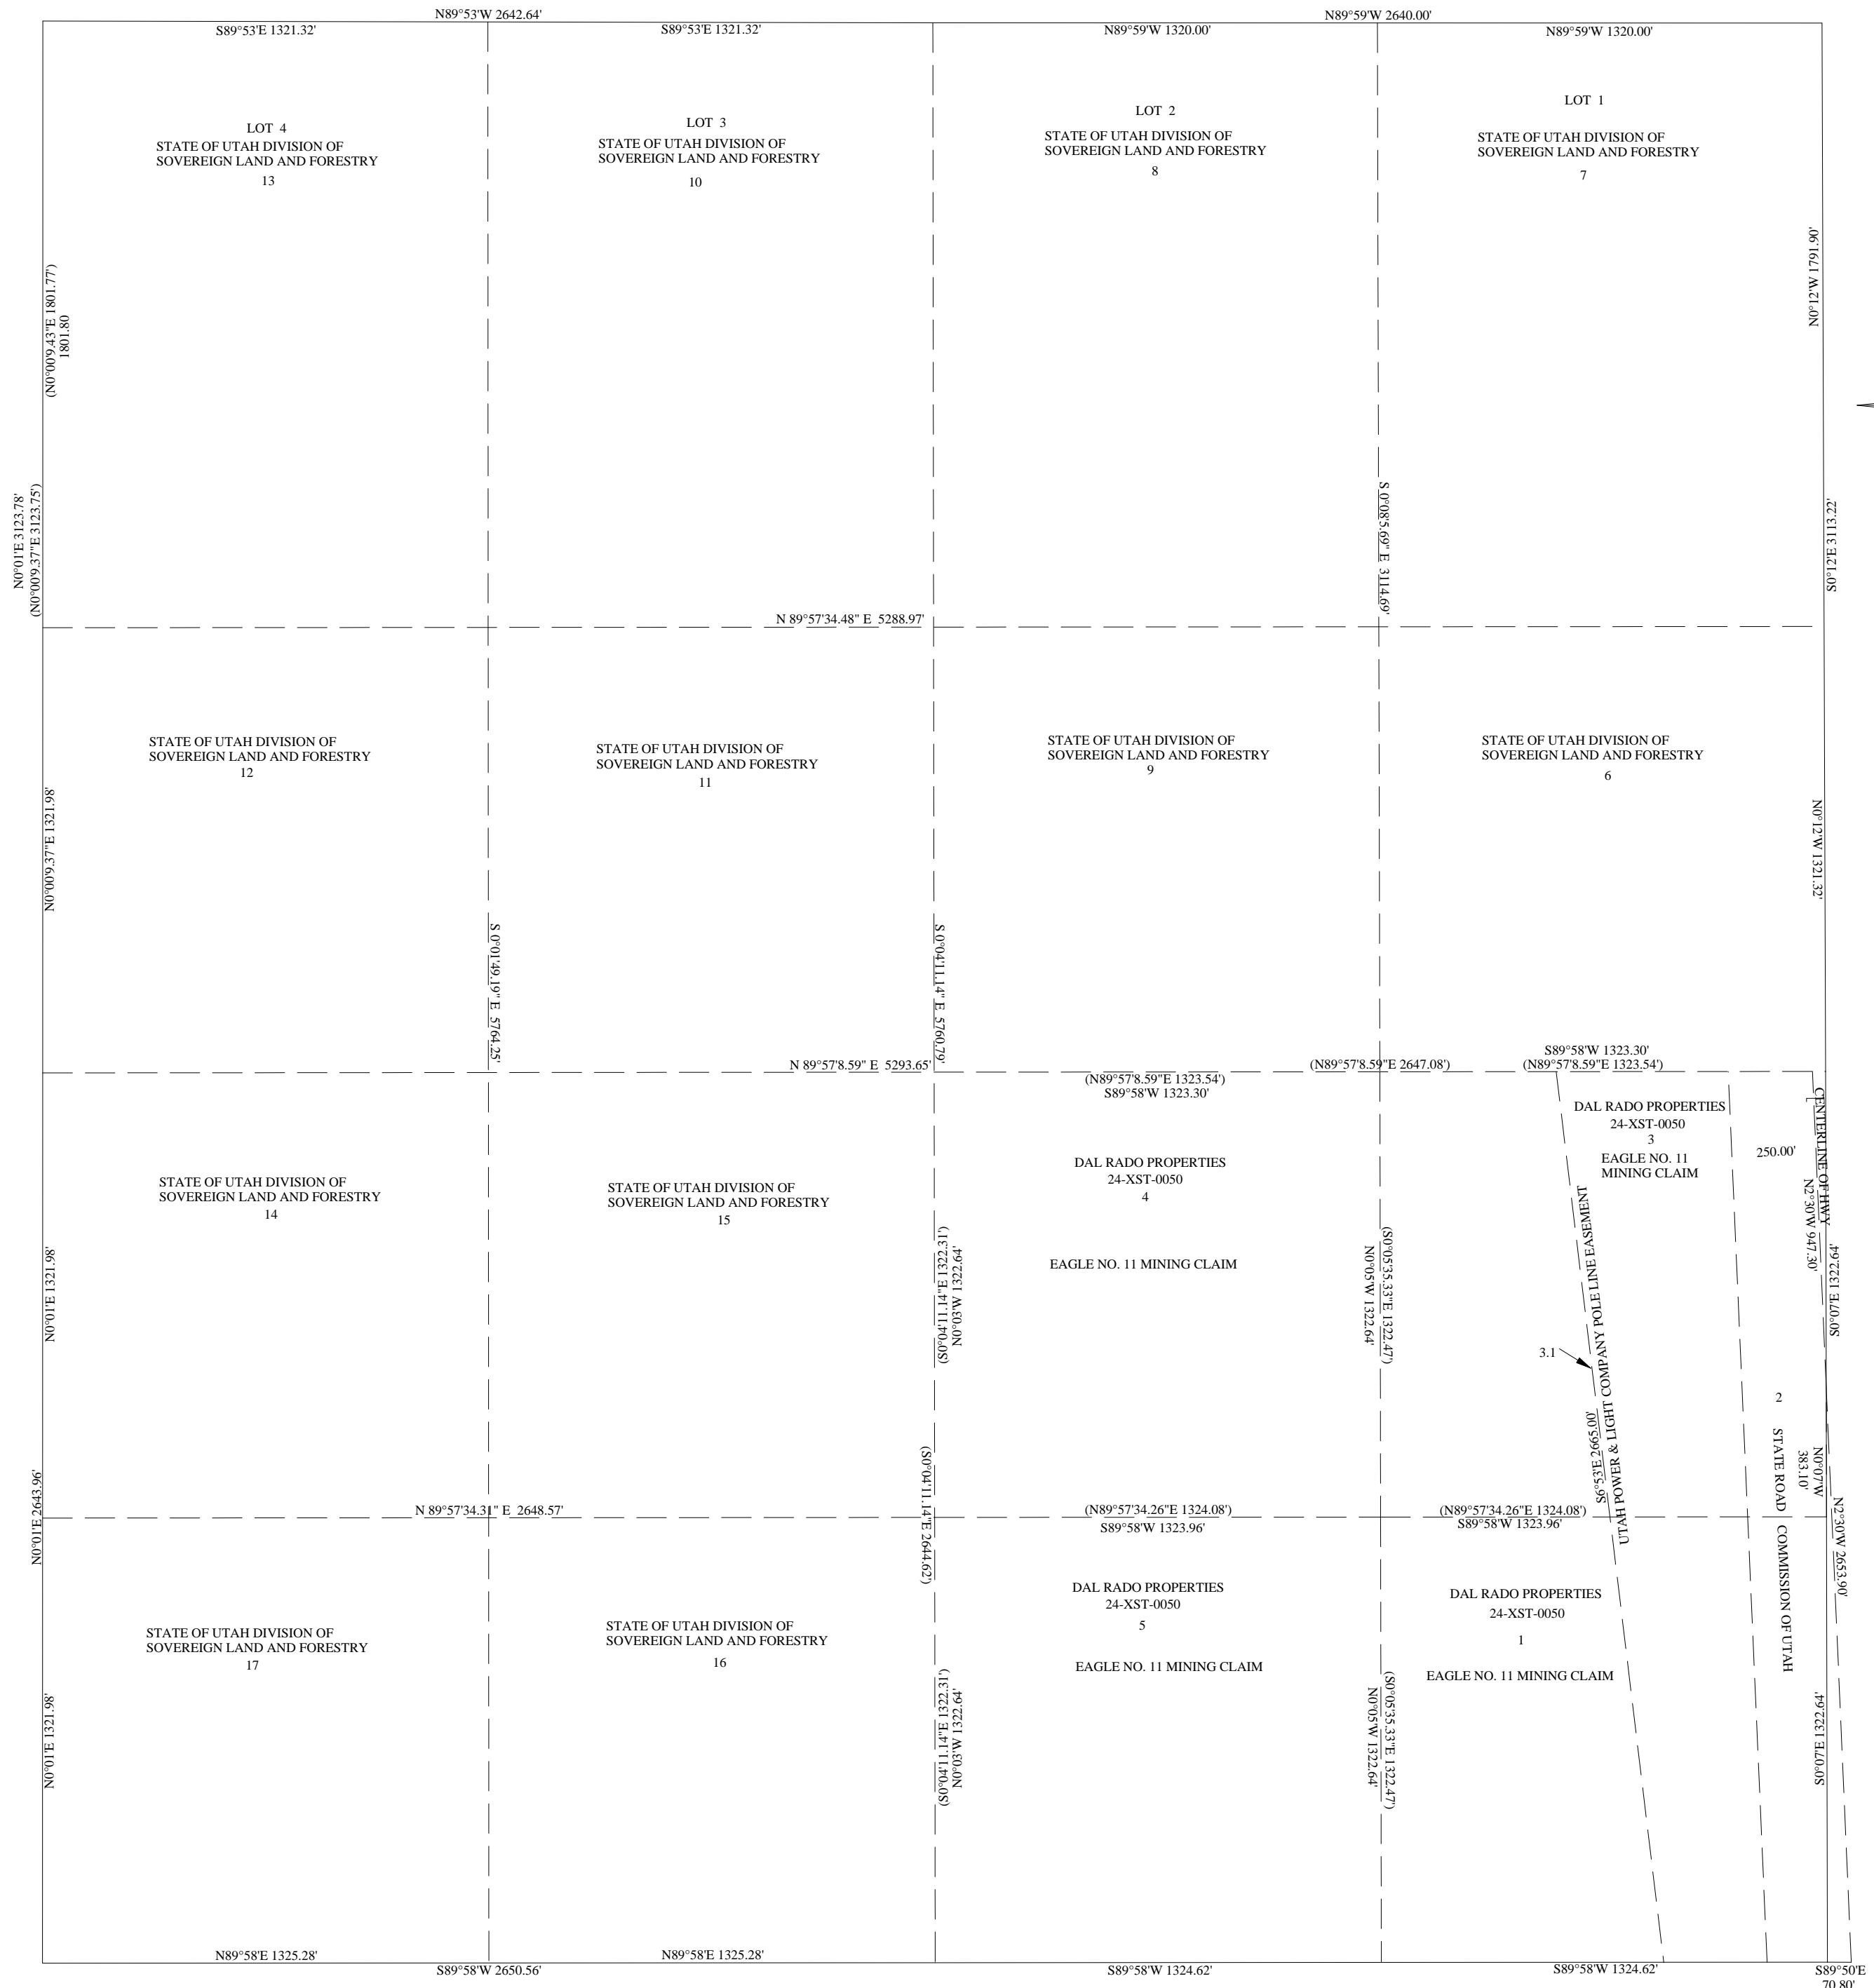 N89°53'W 2642.64'
N89°59'W 2640.00'
S89°53'E 1321.32'
S89°53'E 1321.32'
N89°59'W 1320.00'
N89°59'W 1320.00'
LOT 4
STATE OF UTAH DIVISION OF
SOVEREIGN LAND AND FORESTRY
13
LOT 3
STATE OF UTAH DIVISION OF
SOVEREIGN LAND AND FORESTRY
10
LOT 2
STATE OF UTAH DIVISION OF
SOVEREIGN LAND AND FORESTRY
8
LOT 1
STATE OF UTAH DIVISION OF
SOVEREIGN LAND AND FORESTRY
7
(N0°00'9.43"E 1801.77')
1801.80
N0°12'W 1791.90'
N0°01'E 3123.78'
(N0°00'9.37"E 3123.75')
S 0°08'5.69" E 3114.69'
S0°12'E 3113.22'
N 89°57'34.48" E 5288.97'
STATE OF UTAH DIVISION OF
SOVEREIGN LAND AND FORESTRY
12
STATE OF UTAH DIVISION OF
SOVEREIGN LAND AND FORESTRY
11
STATE OF UTAH DIVISION OF
SOVEREIGN LAND AND FORESTRY
9
STATE OF UTAH DIVISION OF
SOVEREIGN LAND AND FORESTRY
6
N0°00'9.37"E 1321.98'
N0°12'W 1321.32'
S 0°01'49.19" E 5764.25'
S 0°04'11.14" E 5760.79'
N 89°57'8.59" E 5293.65'
(N89°57'8.59"E 2647.08')
S89°58'W 1323.30'
(N89°57'8.59"E 1323.54')
(N89°57'8.59"E 1323.54')
S89°58'W 1323.30'
STATE OF UTAH DIVISION OF
SOVEREIGN LAND AND FORESTRY
14
STATE OF UTAH DIVISION OF
SOVEREIGN LAND AND FORESTRY
15
DAL RADO PROPERTIES
24-XST-0050
4
EAGLE NO. 11 MINING CLAIM
DAL RADO PROPERTIES
24-XST-0050
3
EAGLE NO. 11
MINING CLAIM
250.00'
CENTERLINE OF HWY
N2°30'W 947.30'
N0°01'E 1321.98'
(S0°04'11.14"E 1322.31')
N0°03'W 1322.64'
(S0°05'35.33"E 1322.47')
N0°05'W 1322.64'
S0°07'E 1322.64'
UTAH POWER & LIGHT COMPANY POLE LINE EASEMENT
3.1
S6°53'E 2665.00'
2
STATE ROAD COMMISSION OF UTAH
N0°07'W
383.10'
N2°30'W 2653.90'
N0°01'E 2643.96'
(S0°04'11.14"E 2644.62')
N 89°57'34.31" E 2648.57'
(N89°57'34.26"E 1324.08')
S89°58'W 1323.96'
(N89°57'34.26"E 1324.08')
S89°58'W 1323.96'
STATE OF UTAH DIVISION OF
SOVEREIGN LAND AND FORESTRY
17
STATE OF UTAH DIVISION OF
SOVEREIGN LAND AND FORESTRY
16
DAL RADO PROPERTIES
24-XST-0050
5
EAGLE NO. 11 MINING CLAIM
DAL RADO PROPERTIES
24-XST-0050
1
EAGLE NO. 11 MINING CLAIM
N0°01'E 1321.98'
(S0°04'11.14"E 1322.31')
N0°03'W 1322.64'
(S0°05'35.33"E 1322.47')
N0°05'W 1322.64'
S0°07'E 1322.64'
N89°58'E 1325.28'
N89°58'E 1325.28'
S89°58'W 2650.56'
S89°58'W 1324.62'
S89°58'W 1324.62'
S89°50'E
70.80'